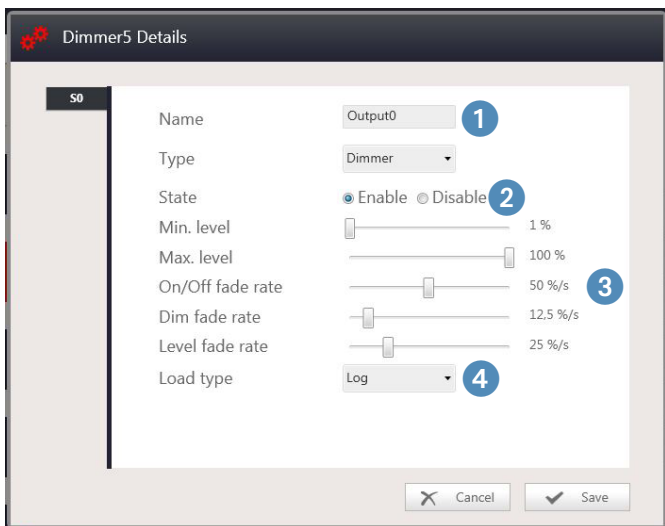 Dimmer5 Details
S0
Name Output0 1
Type Dimmer
State Enable Disable 2
Min. level 1 %
Max. level 100 %
On/Off fade rate 50 %/s 3
Dim fade rate 12,5 %/s
Level fade rate 25 %/s
Load type Log 4
Cancel Save